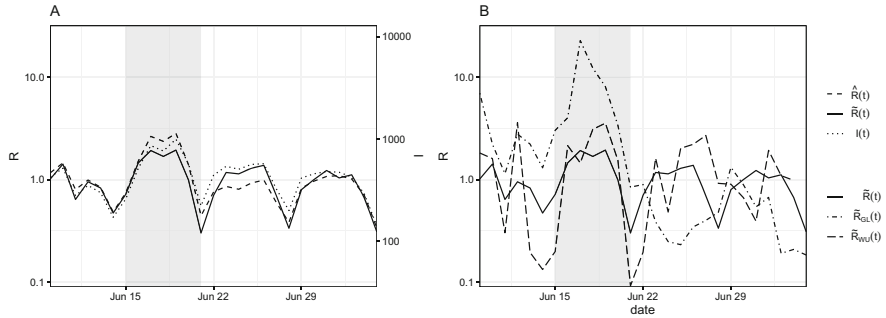 A
B
10.0
1.0
0.1
R
10000
1000
100
I
Jun 15
Jun 22
Jun 29
10.0
1.0
0.1
R
Jun 15
Jun 22
Jun 29
date
R̂(t)
R̃(t)
I(t)
R̃(t)
R̃GL(t)
R̃WU(t)